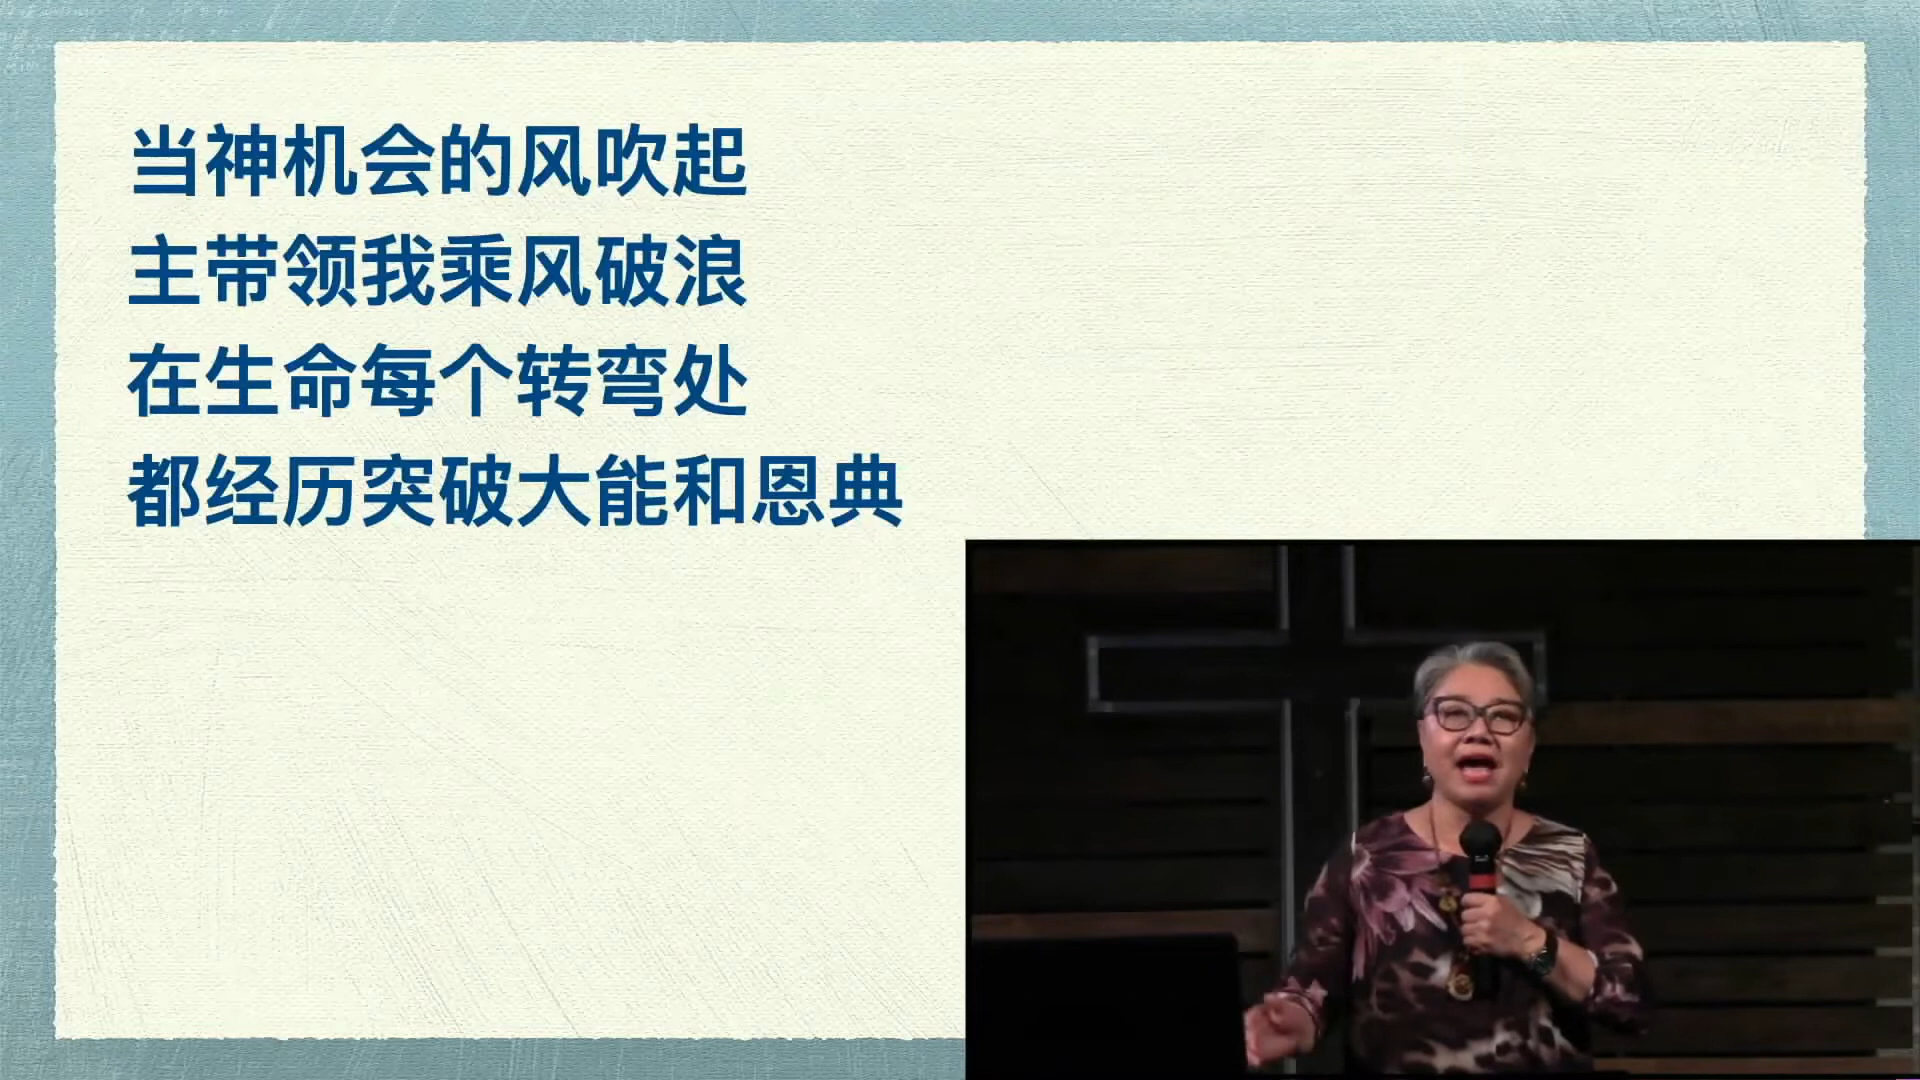 当神机会的风吹起
主带领我乘风破浪
在生命每个转弯处
都经历突破大能和恩典